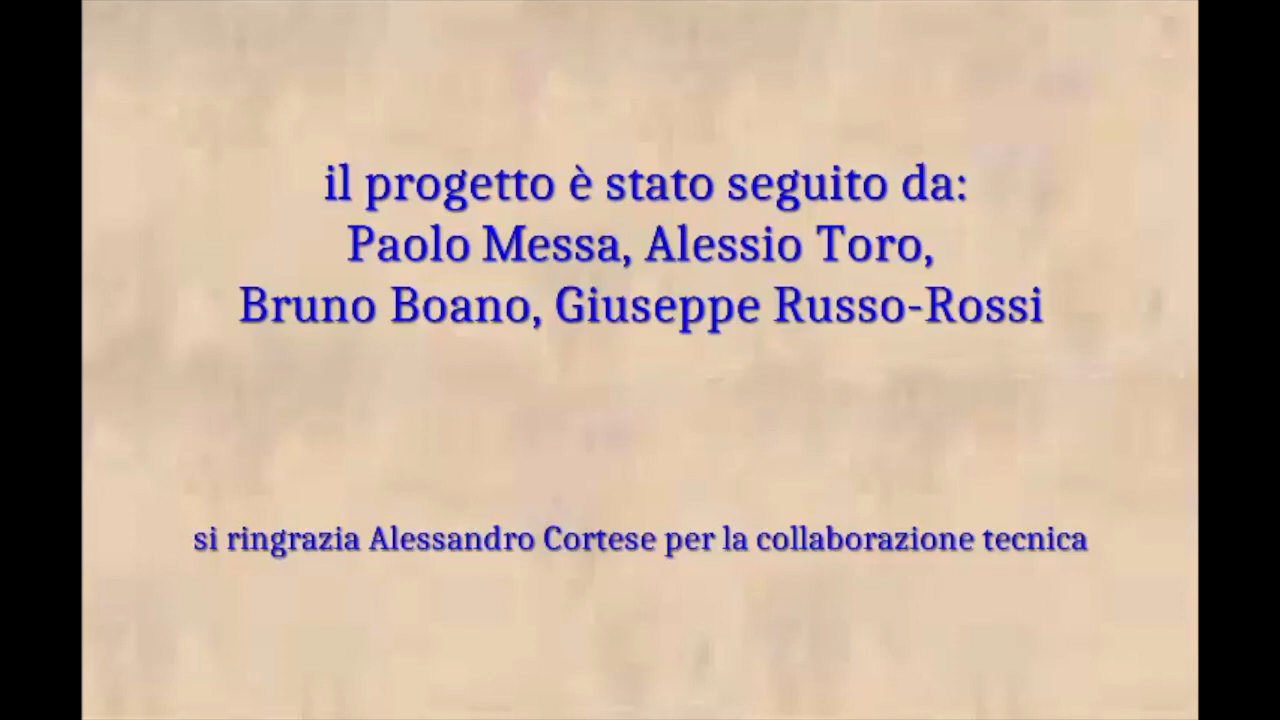 il progetto è stato seguito da:
Paolo Messa, Alessio Toro,
Bruno Boano, Giuseppe Russo-Rossi
si ringrazia Alessandro Cortese per la collaborazione tecnica